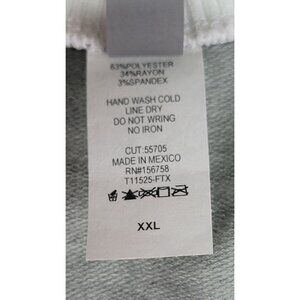 63%POLYESTER
34%RAYON
3%SPANDEX
HAND WASH COLD
LINE DRY
DO NOT WRING
NO IRON
CUT:55705
MADE IN MEXICO
RN#156758
T11525-FTX
XXL